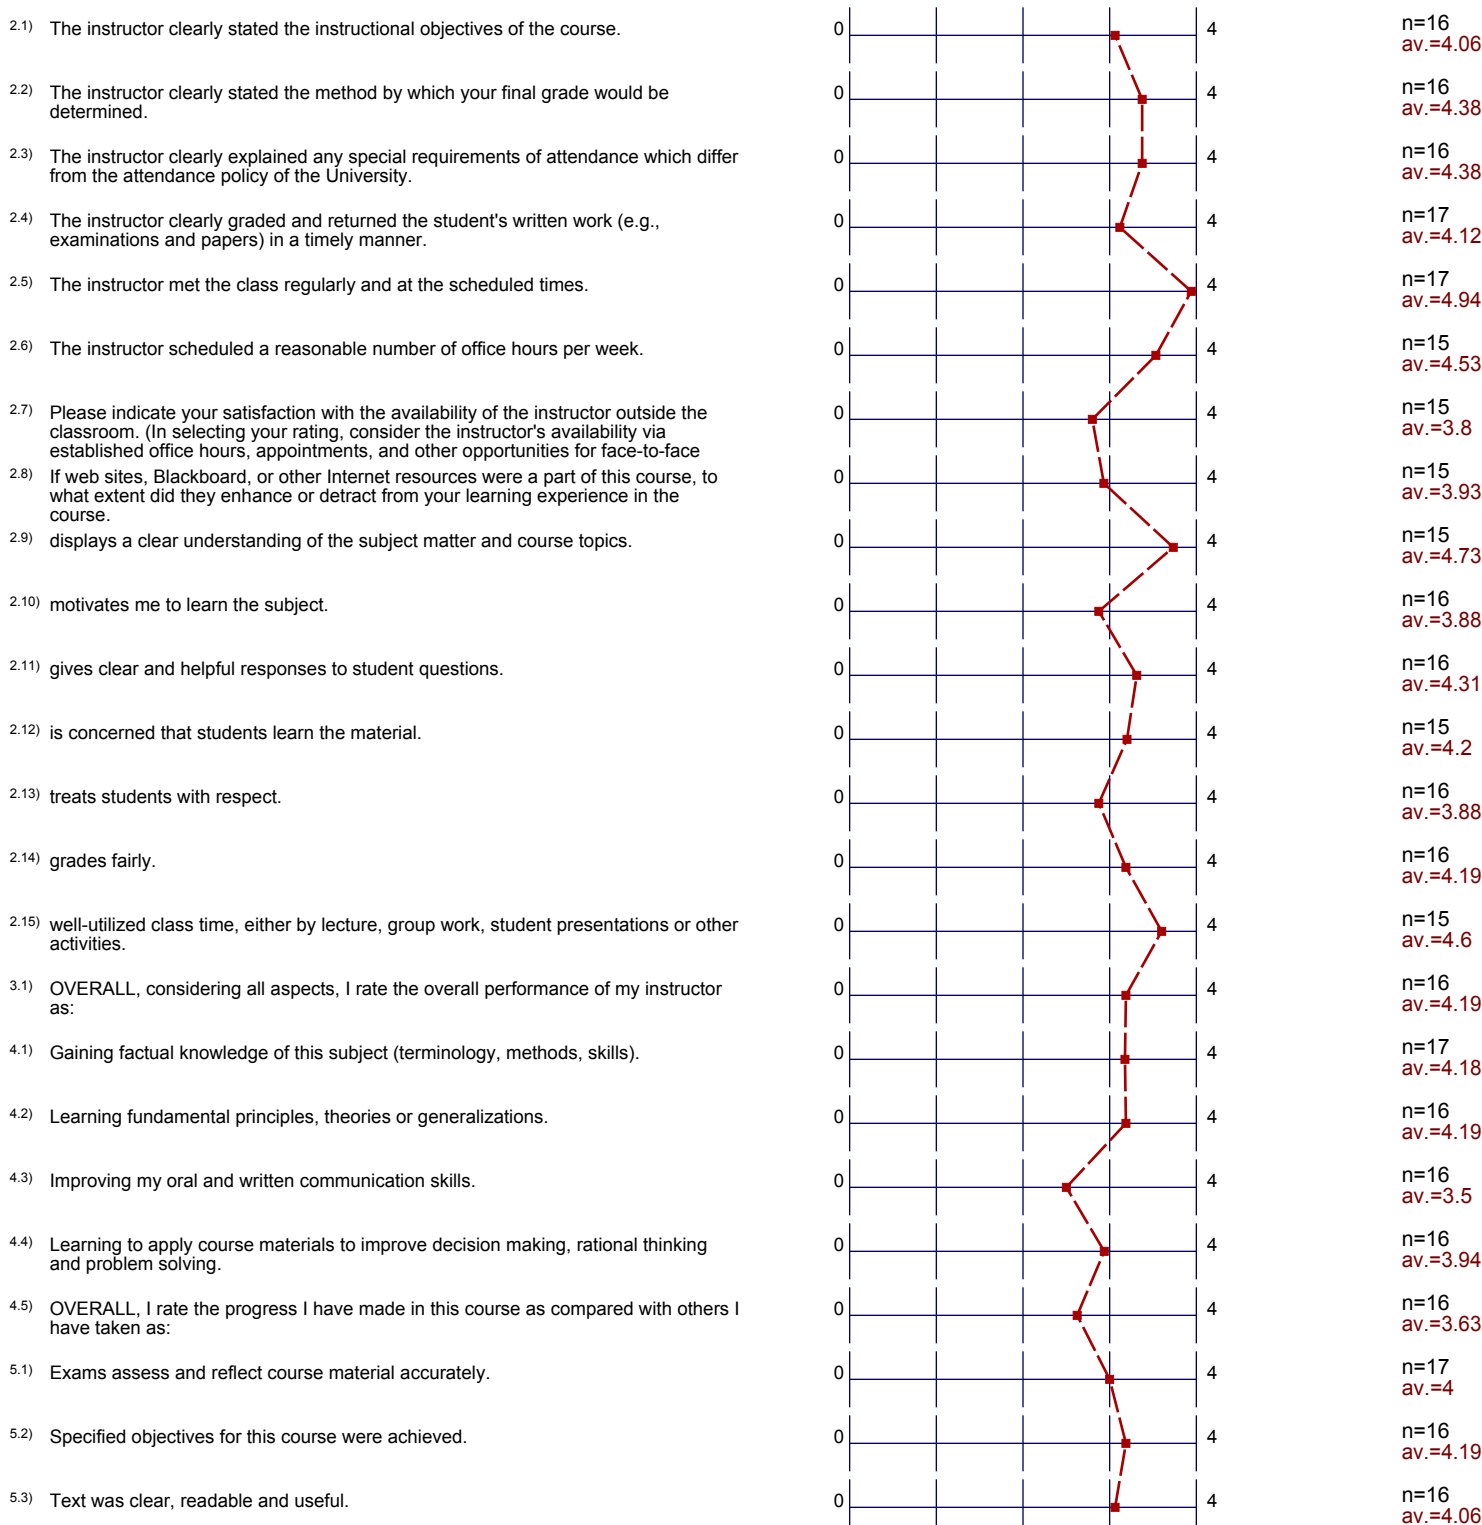 2.1) The instructor clearly stated the instructional objectives of the course. 0 4 n=16
av.=4.06
2.2) The instructor clearly stated the method by which your final grade would be 0 4 n=16
determined. av.=4.38
2.3) The instructor clearly explained any special requirements of attendance which differ 0 4 n=16
from the attendance policy of the University. av.=4.38
2.4) The instructor clearly graded and returned the student's written work (e.g., 0 4 n=17
examinations and papers) in a timely manner. av.=4.12
2.5) The instructor met the class regularly and at the scheduled times. 0 4 n=17
av.=4.94
2.6) The instructor scheduled a reasonable number of office hours per week. 0 4 n=15
av.=4.53
2.7) Please indicate your satisfaction with the availability of the instructor outside the 0 4 n=15
classroom. (In selecting your rating, consider the instructor's availability via av.=3.8
established office hours, appointments, and other opportunities for face-to-face
2.8) If web sites, Blackboard, or other Internet resources were a part of this course, to 0 4 n=15
what extent did they enhance or detract from your learning experience in the av.=3.93
course.
2.9) displays a clear understanding of the subject matter and course topics. 0 4 n=15
av.=4.73
2.10) motivates me to learn the subject. 0 4 n=16
av.=3.88
2.11) gives clear and helpful responses to student questions. 0 4 n=16
av.=4.31
2.12) is concerned that students learn the material. 0 4 n=15
av.=4.2
2.13) treats students with respect. 0 4 n=16
av.=3.88
2.14) grades fairly. 0 4 n=16
av.=4.19
2.15) well-utilized class time, either by lecture, group work, student presentations or other 0 4 n=15
activities. av.=4.6
3.1) OVERALL, considering all aspects, I rate the overall performance of my instructor 0 4 n=16
as: av.=4.19
4.1) Gaining factual knowledge of this subject (terminology, methods, skills). 0 4 n=17
av.=4.18
4.2) Learning fundamental principles, theories or generalizations. 0 4 n=16
av.=4.19
4.3) Improving my oral and written communication skills. 0 4 n=16
av.=3.5
4.4) Learning to apply course materials to improve decision making, rational thinking 0 4 n=16
and problem solving. av.=3.94
4.5) OVERALL, I rate the progress I have made in this course as compared with others I 0 4 n=16
have taken as: av.=3.63
5.1) Exams assess and reflect course material accurately. 0 4 n=17
av.=4
5.2) Specified objectives for this course were achieved. 0 4 n=16
av.=4.19
5.3) Text was clear, readable and useful. 0 4 n=16
av.=4.06